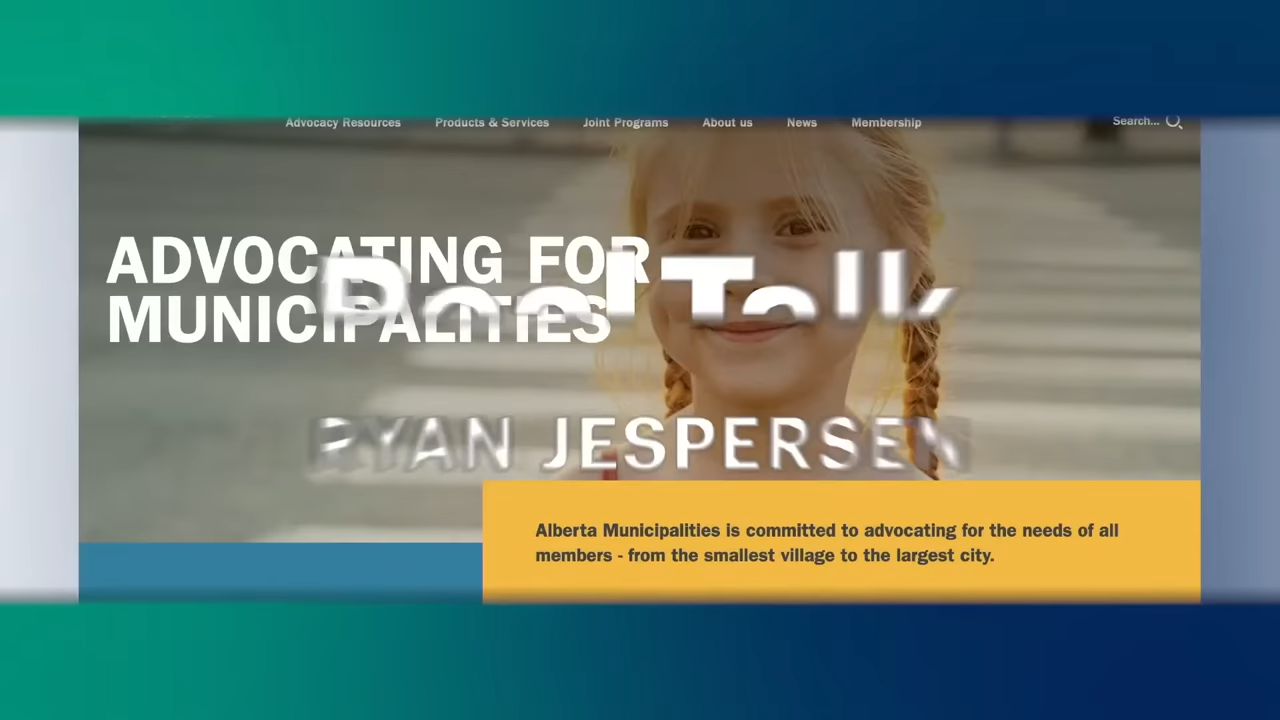 Advocacy Resources Products & Services Joint Programs About us News Membership Search...
ADVOCATING FOR
MUNICIPALITIES
Real Talk
RYAN JESPERSEN
Alberta Municipalities is committed to advocating for the needs of all
members - from the smallest village to the largest city.